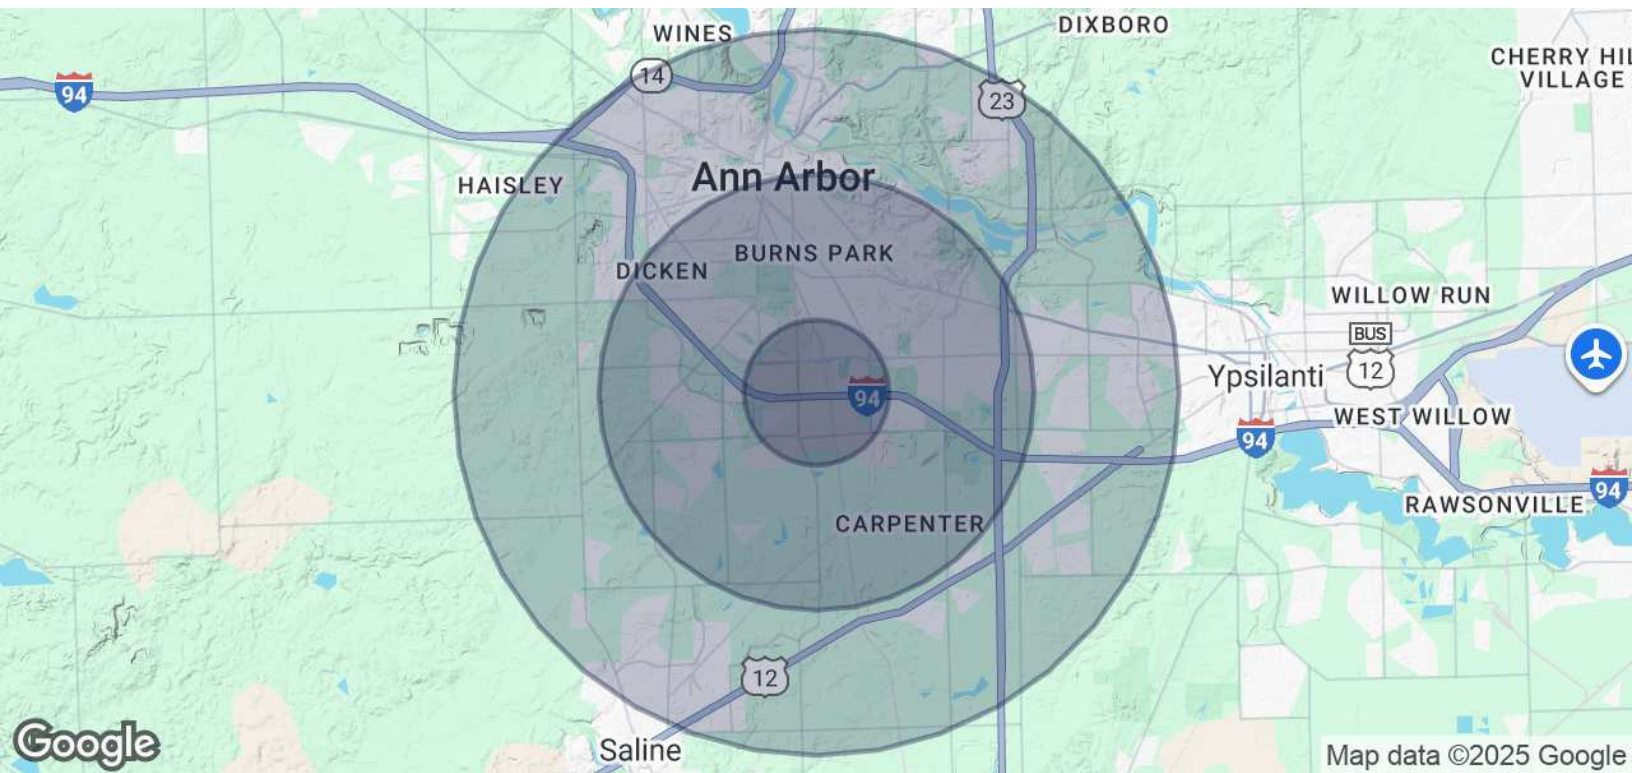 WINES
DIXBORO
CHERRY HIL
VILLAGE
94
14
23
HAISLEY
Ann Arbor
BURNS PARK
DICKEN
WILLOW RUN
BUS
12
Ypsilanti
94
WEST WILLOW
94
RAWSONVILLE
94
CARPENTER
12
Saline
Google
Map data ©2025 Google